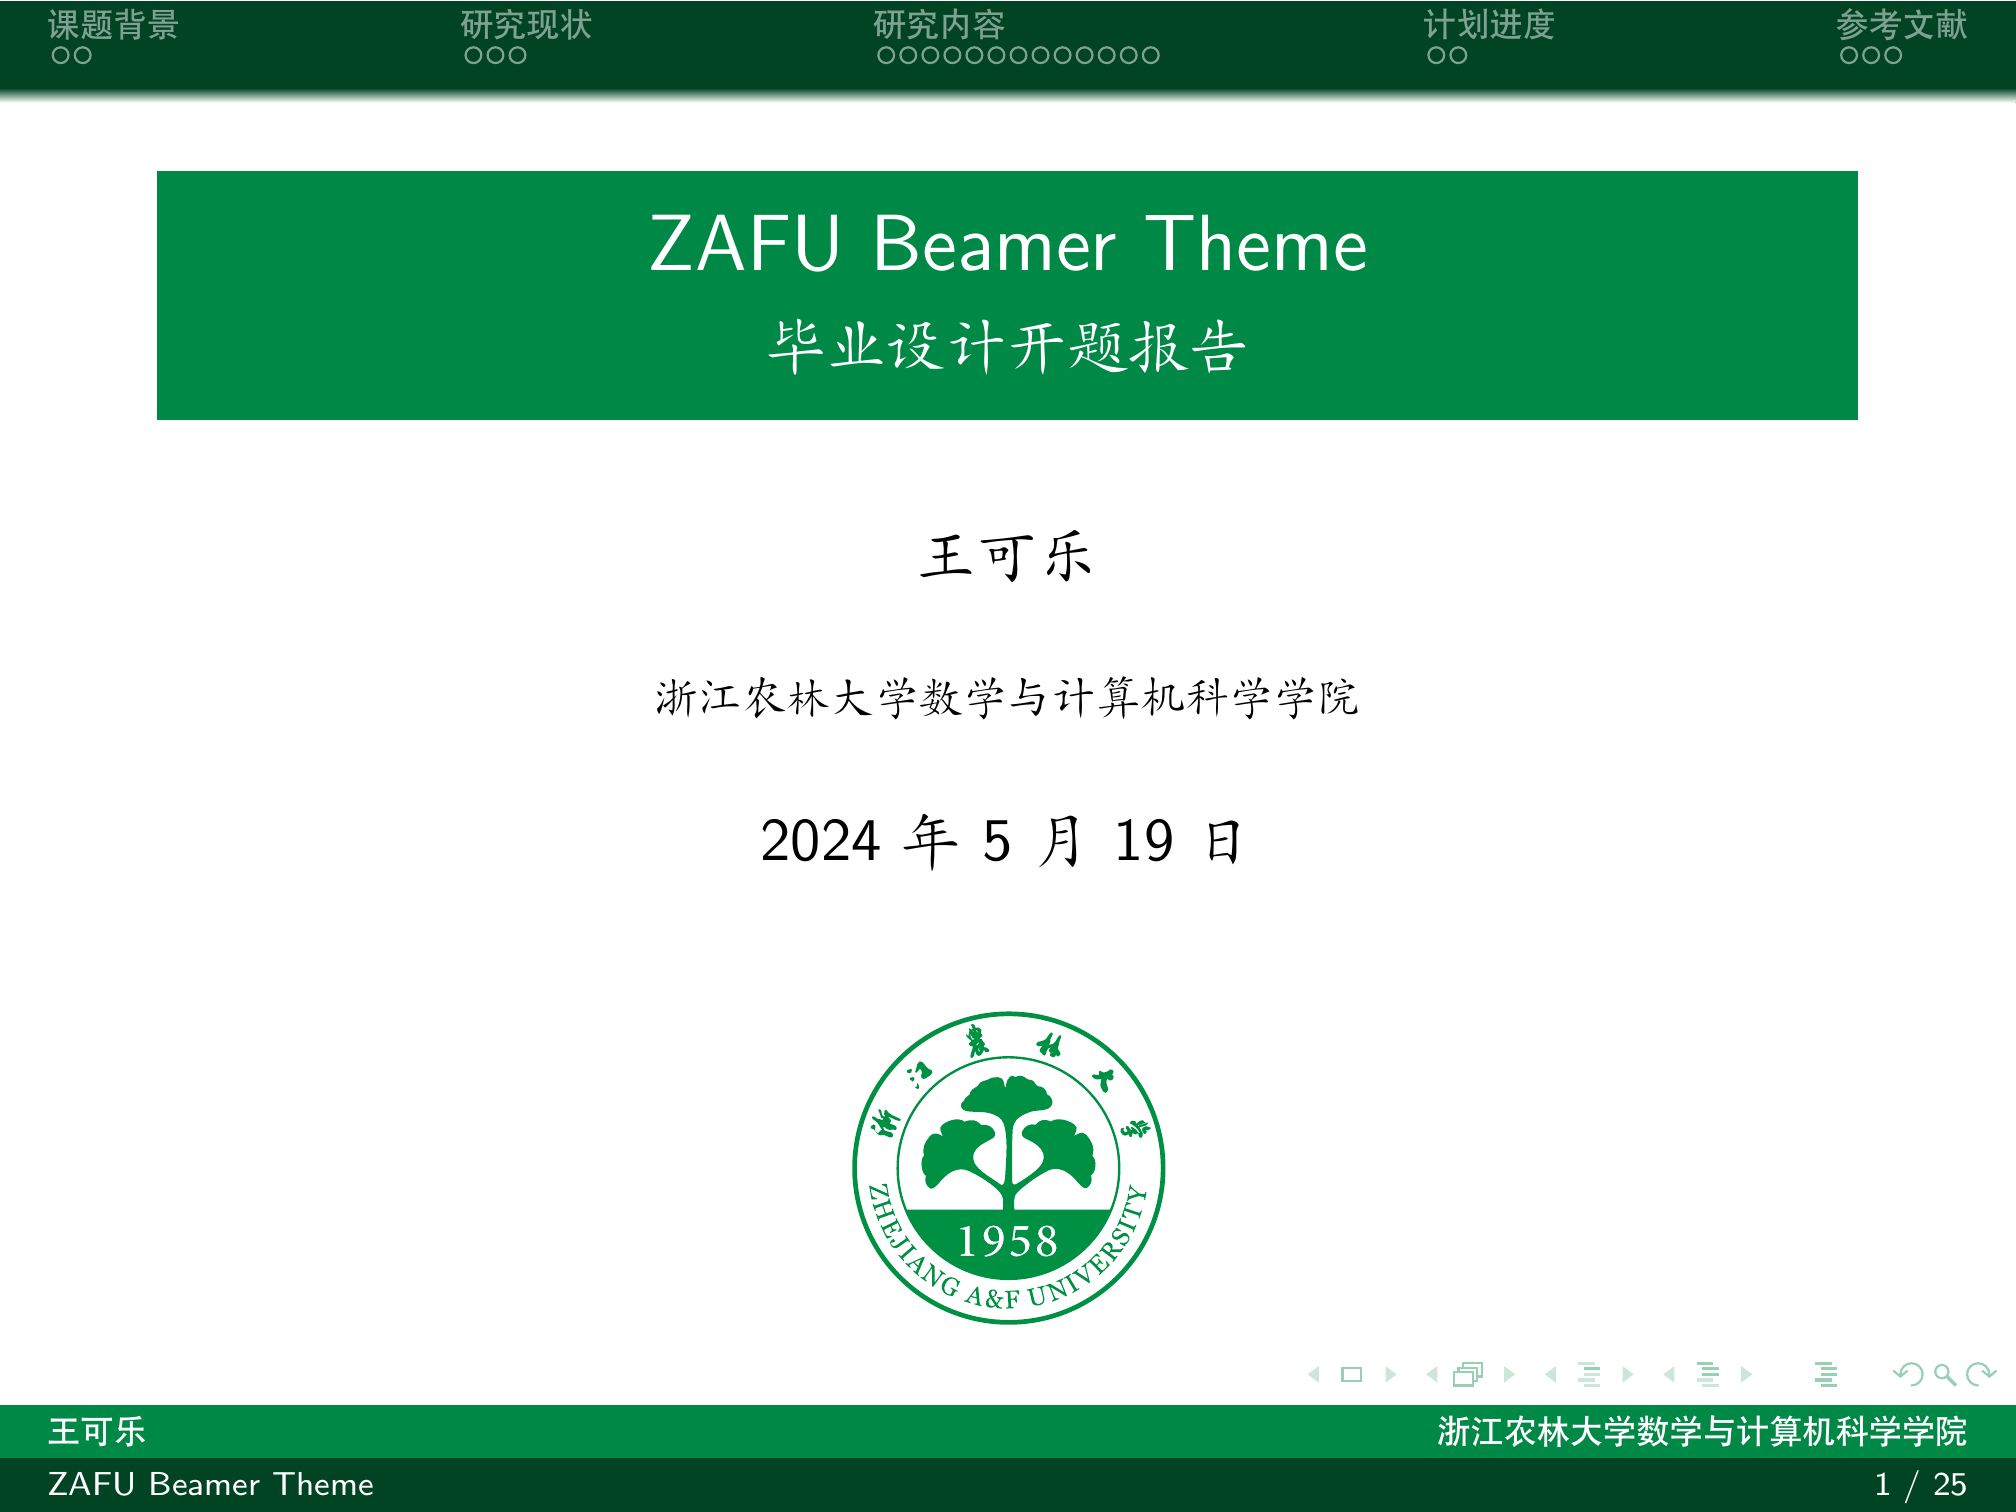 课题背景 研究现状 研究内容 计划进度 参考文献
ZAFU Beamer Theme
毕业设计开题报告
王可乐
浙江农林大学数学与计算机科学学院
2024 年 5 月 19 日
浙江農林大学
1958
ZHEJIANG A&F UNIVERSITY
王可乐 浙江农林大学数学与计算机科学学院
ZAFU Beamer Theme 1 / 25